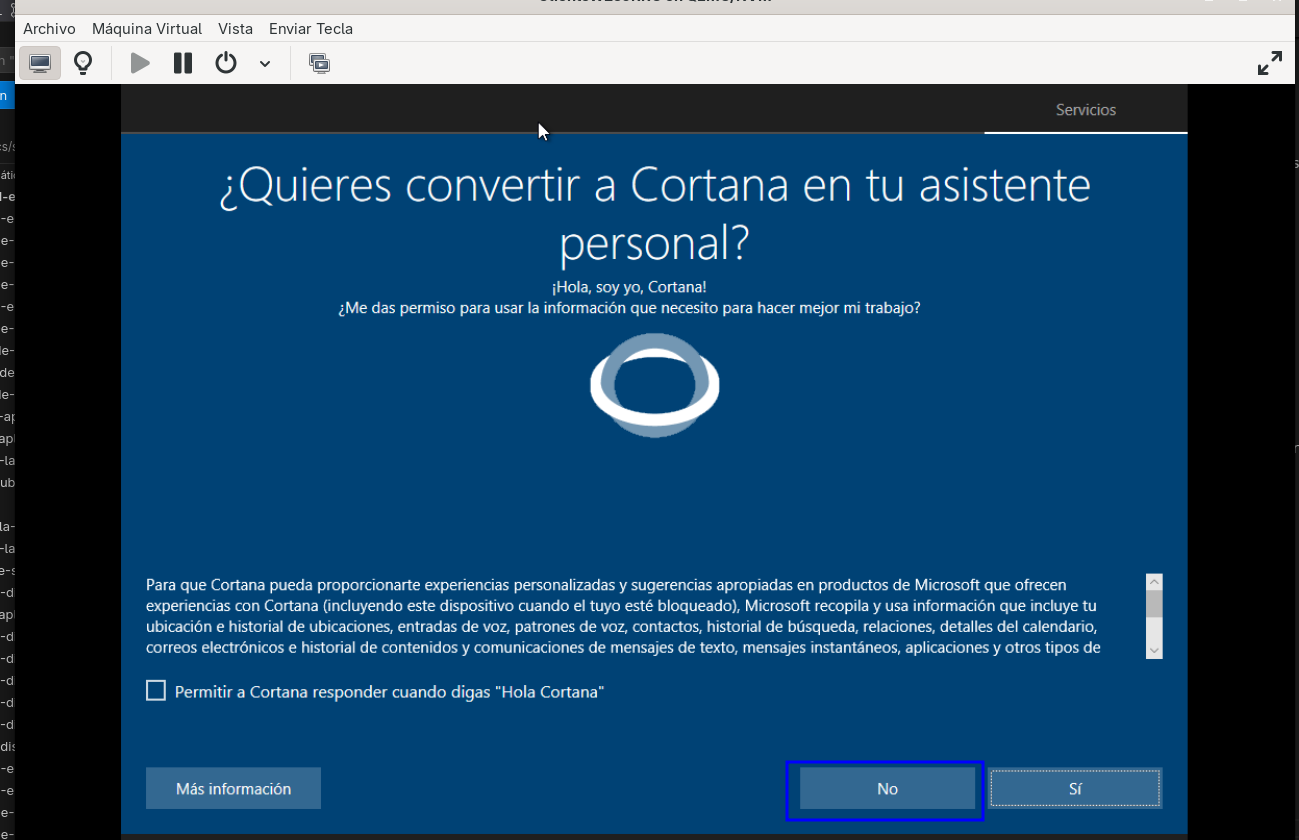 Archivo Máquina Virtual Vista Enviar Tecla
Servicios
¿Quieres convertir a Cortana en tu asistente
personal?
¡Hola, soy yo, Cortana!
¿Me das permiso para usar la información que necesito para hacer mejor mi trabajo?
Para que Cortana pueda proporcionarte experiencias personalizadas y sugerencias apropiadas en productos de Microsoft que ofrecen
experiencias con Cortana (incluyendo este dispositivo cuando el tuyo esté bloqueado), Microsoft recopila y usa información que incluye tu
ubicación e historial de ubicaciones, entradas de voz, patrones de voz, contactos, historial de búsqueda, relaciones, detalles del calendario,
correos electrónicos e historial de contenidos y comunicaciones de mensajes de texto, mensajes instantáneos, aplicaciones y otros tipos de
Permitir a Cortana responder cuando digas "Hola Cortana"
Más información No Sí